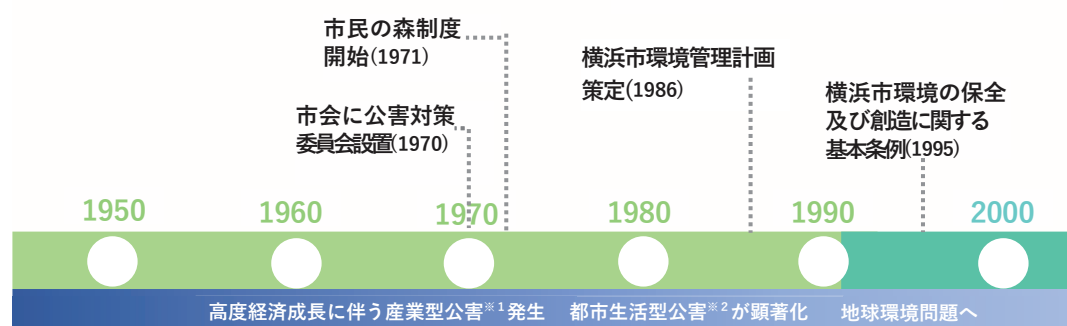 市民の森制度
開始(1971)
横浜市環境管理計画
策定(1986)
横浜市環境の保全
及び創造に関する
基本条例(1995)
市会に公害対策
委員会設置(1970)
1950
1960
1970
1980
1990
2000
高度経済成長に伴う産業型公害※1発生
都市生活型公害※2が顕著化
地球環境問題へ